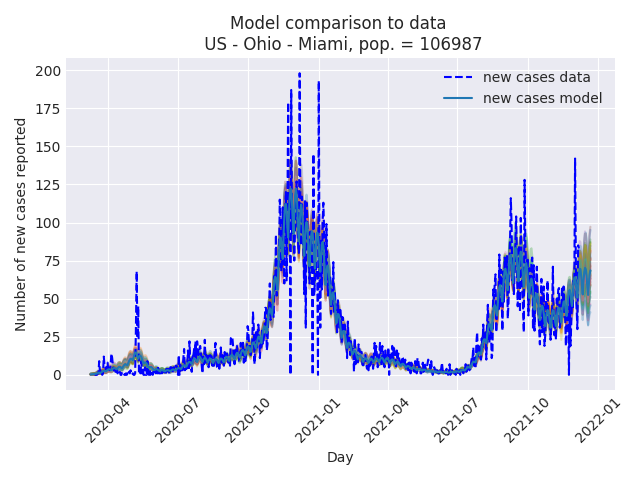 Model comparison to data
US - Ohio - Miami, pop. = 106987
new cases data
new cases model
Number of new cases reported
200
175
150
125
100
75
50
25
0
2020-04
2020-07
2020-10
2021-01
2021-04
2021-07
2021-10
2022-01
Day